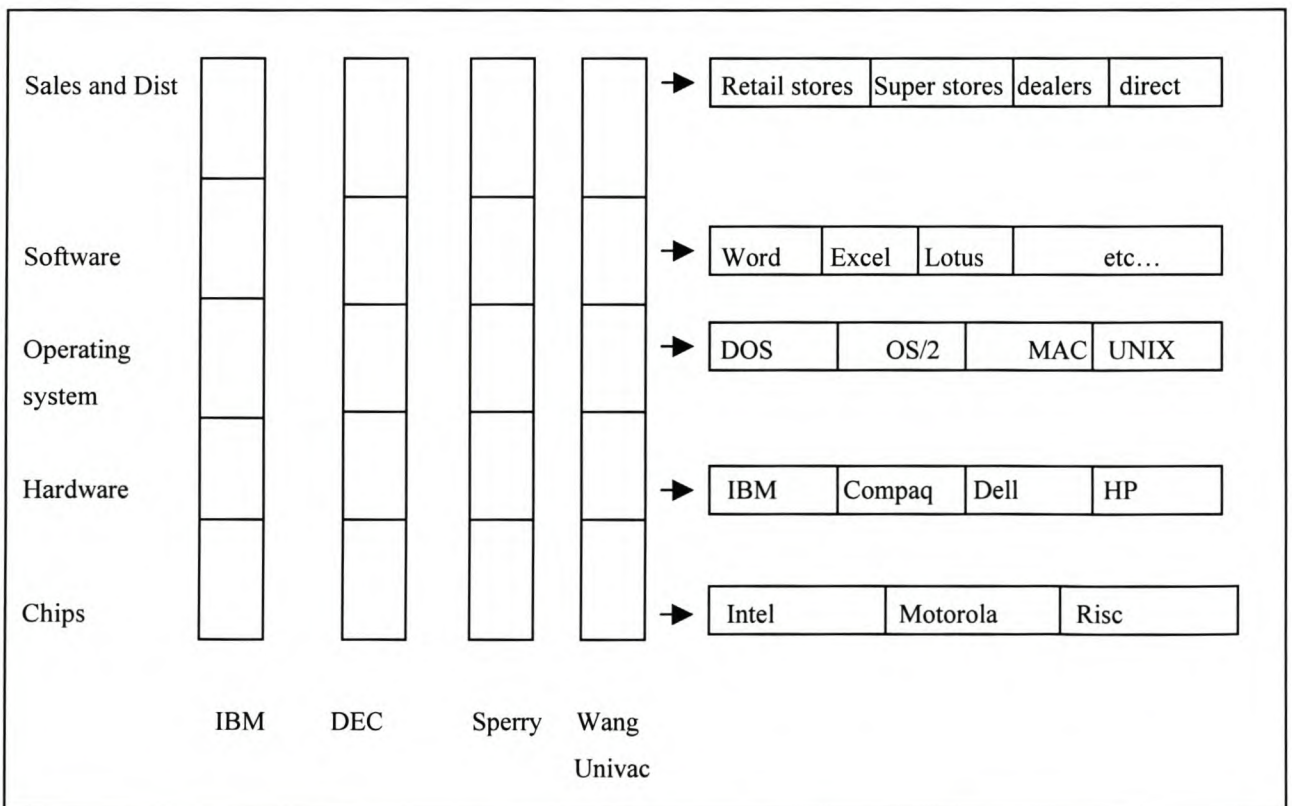 Sales and Dist Retail stores Super stores dealers direct
Software Word Excel Lotus etc…
Operating system DOS OS/2 MAC UNIX
Hardware IBM Compaq Dell HP
Chips Intel Motorola Risc
IBM DEC Sperry Wang
Univac